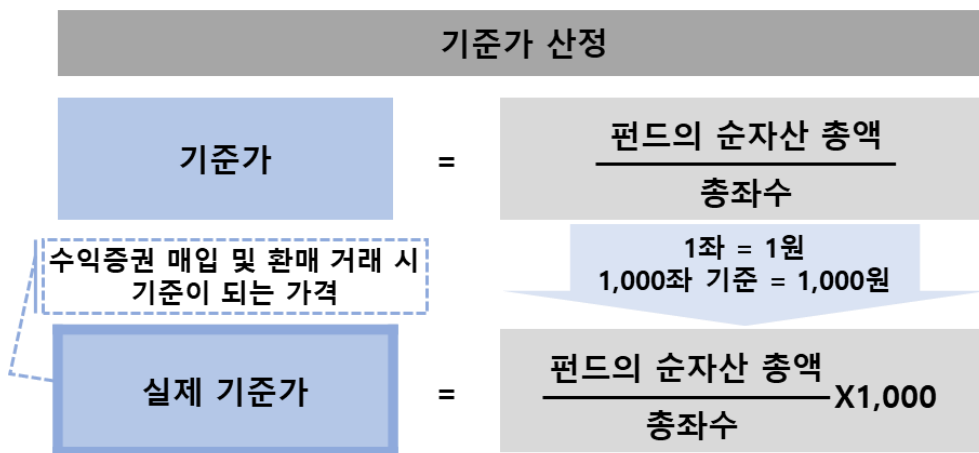 기준가 산정
기준가
=
펀드의 순자산 총액
총좌수
수익증권 매입 및 환매 거래 시
기준이 되는 가격
1좌 = 1원
1,000좌 기준 = 1,000원
실제 기준가
=
펀드의 순자산 총액
총좌수
X1,000